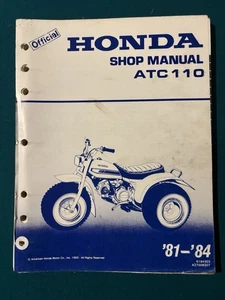 Official
HONDA
SHOP MANUAL
ATC110
'81-'84